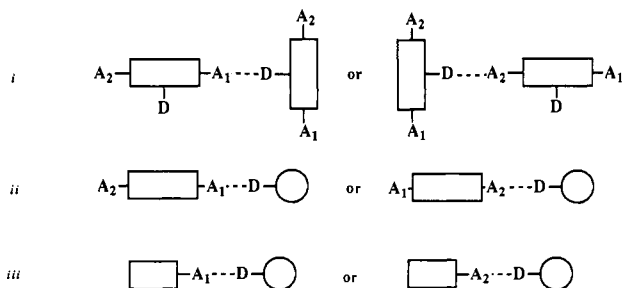 A₂ A₂
i A₂ A₁ D or D A₂ A₁
D D
A₁ A₁
ii A₂ A₁ D or A₁ A₂ D
iii A₁ D or A₂ D